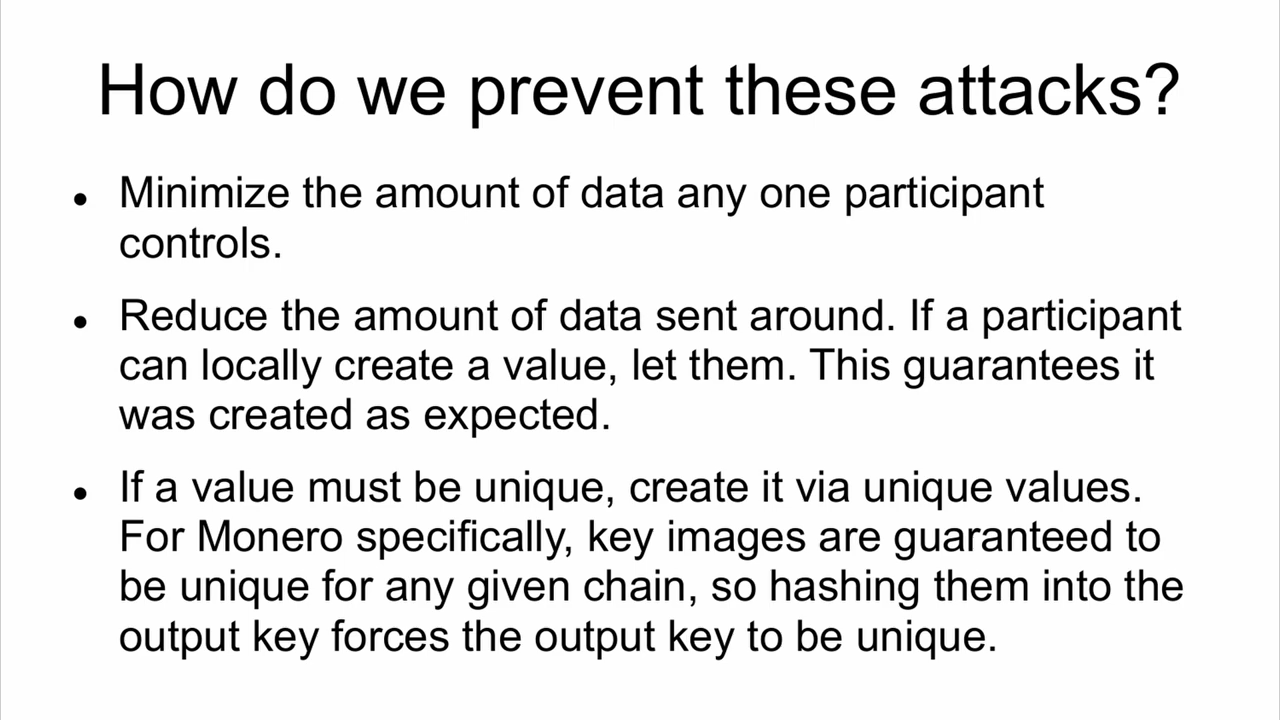 How do we prevent these attacks?
● Minimize the amount of data any one participant
controls.
● Reduce the amount of data sent around. If a participant
can locally create a value, let them. This guarantees it
was created as expected.
● If a value must be unique, create it via unique values.
For Monero specifically, key images are guaranteed to
be unique for any given chain, so hashing them into the
output key forces the output key to be unique.